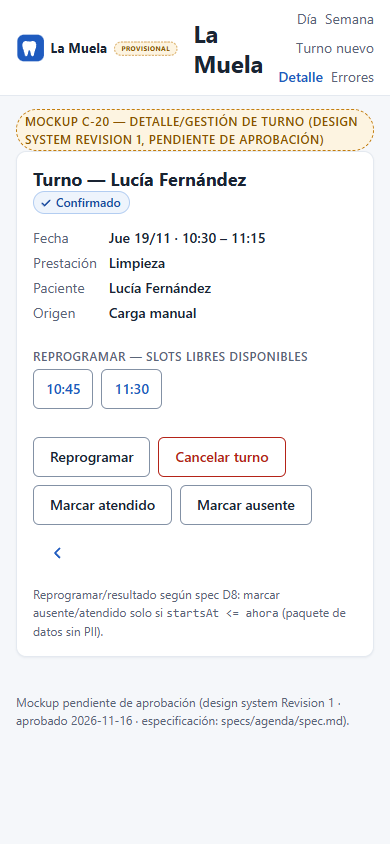 La Muela PROVISIONAL
La
Muela
Día Semana
Turno nuevo
Detalle Errores
MOCKUP C-20 — DETALLE/GESTIÓN DE TURNO (DESIGN
SYSTEM REVISION 1, PENDIENTE DE APROBACIÓN)
Turno — Lucía Fernández
Confirmado
Fecha Jue 19/11 · 10:30 – 11:15
Prestación Limpieza
Paciente Lucía Fernández
Origen Carga manual
REPROGRAMAR — SLOTS LIBRES DISPONIBLES
10:45 11:30
Reprogramar Cancelar turno
Marcar atendido Marcar ausente
Reprogramar/resultado según spec D8: marcar
ausente/atendido solo si startsAt <= ahora (paquete de
datos sin PII).
Mockup pendiente de aprobación (design system Revision 1 ·
aprobado 2026-11-16 · especificación: specs/agenda/spec.md).